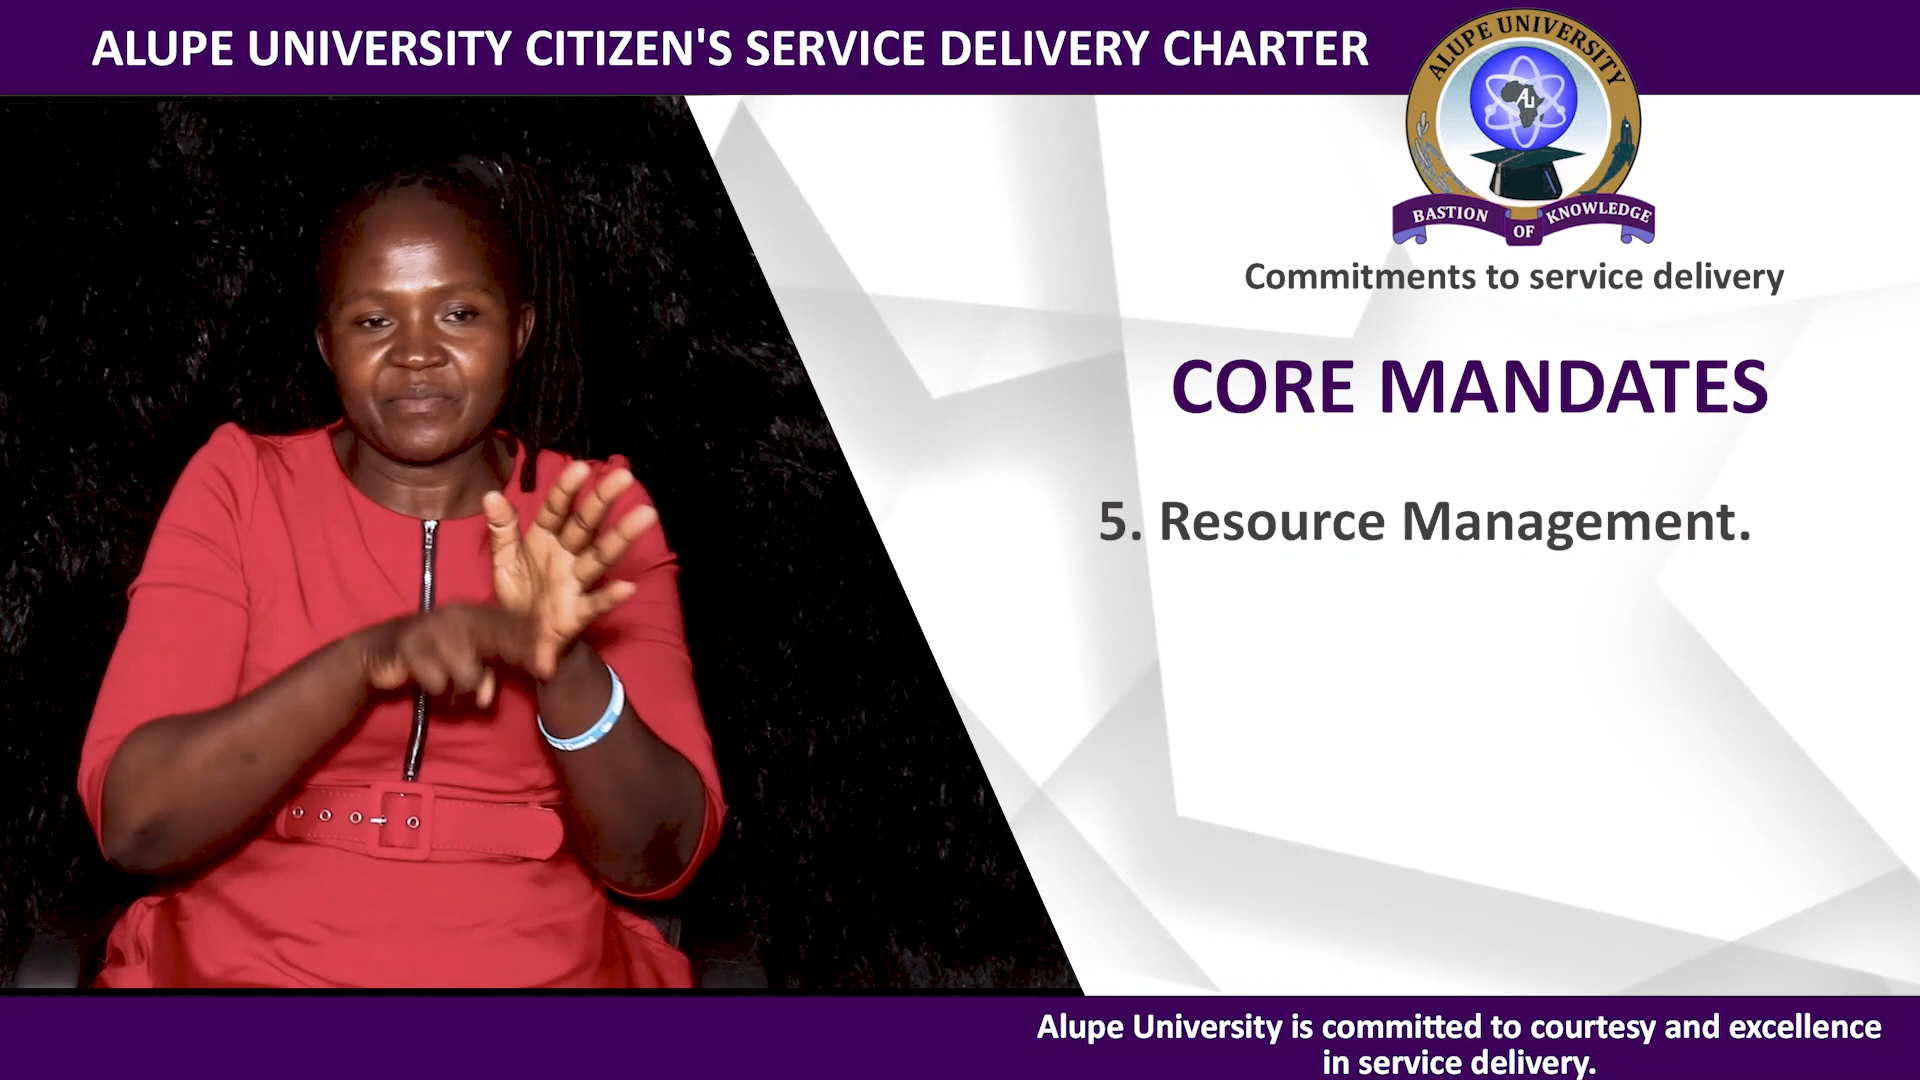 ALUPE UNIVERSITY CITIZEN'S SERVICE DELIVERY CHARTER
ALUPE UNIVERSITY
AU
BASTION OF KNOWLEDGE
Commitments to service delivery
CORE MANDATES
5. Resource Management.
Alupe University is committed to courtesy and excellence
in service delivery.